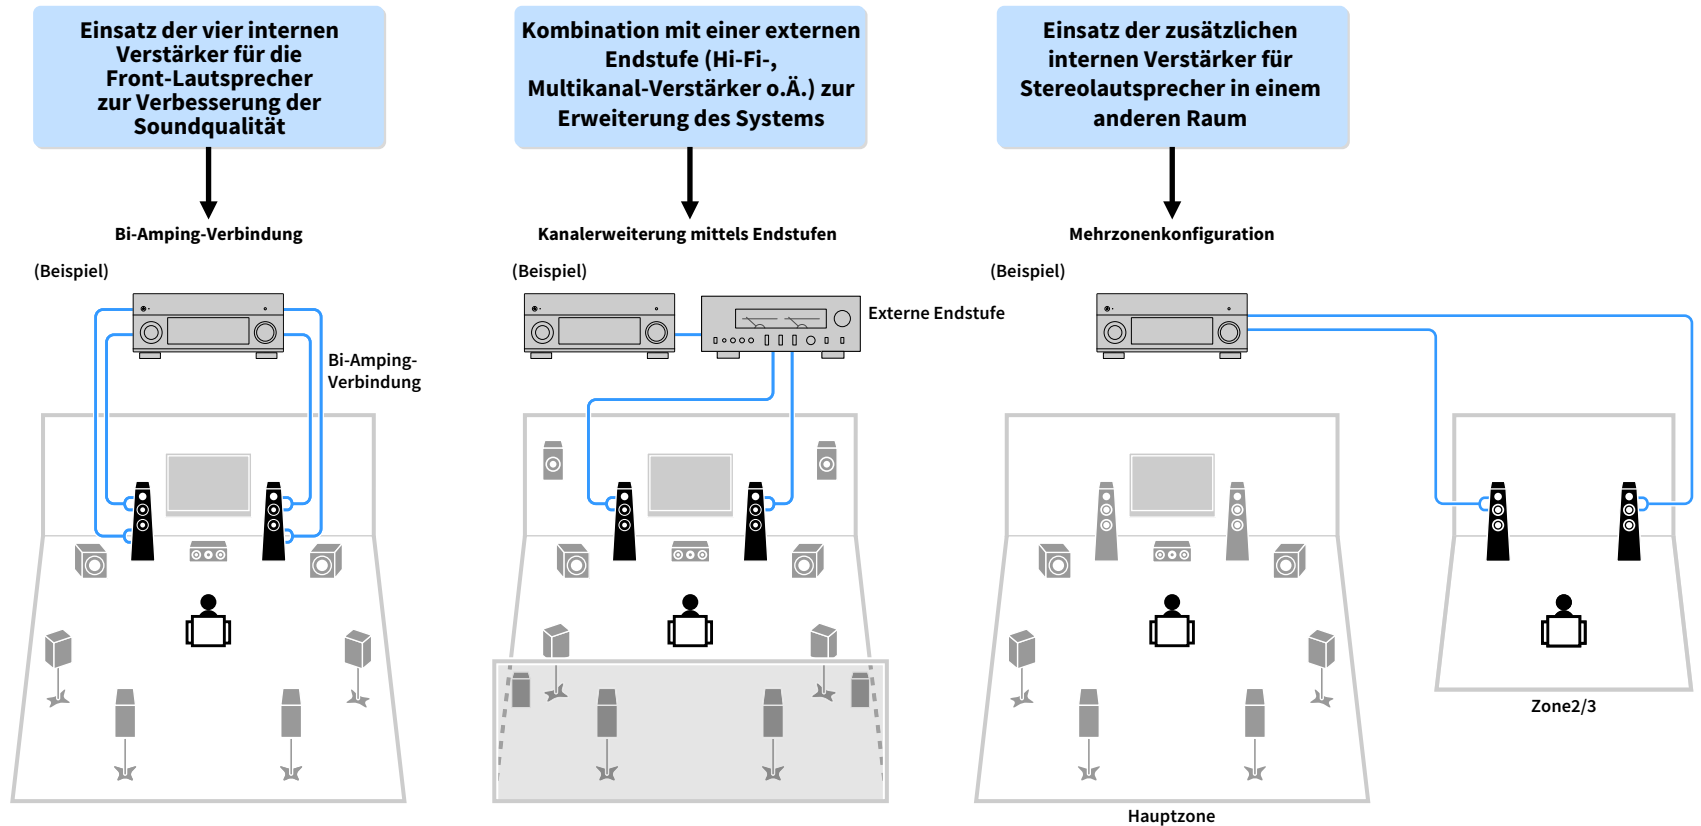 Einsatz der vier internen
Verstärker für die
Front-Lautsprecher
zur Verbesserung der
Soundqualität
Bi-Amping-Verbindung
(Beispiel)
Bi-Amping-
Verbindung
Kombination mit einer externen
Endstufe (Hi-Fi-,
Multikanal-Verstärker o.Ä.) zur
Erweiterung des Systems
Kanalerweiterung mittels Endstufen
(Beispiel)
Externe Endstufe
Einsatz der zusätzlichen
internen Verstärker für
Stereolautsprecher in einem
anderen Raum
Mehrzonenkonfiguration
(Beispiel)
Zone2/3
Hauptzone